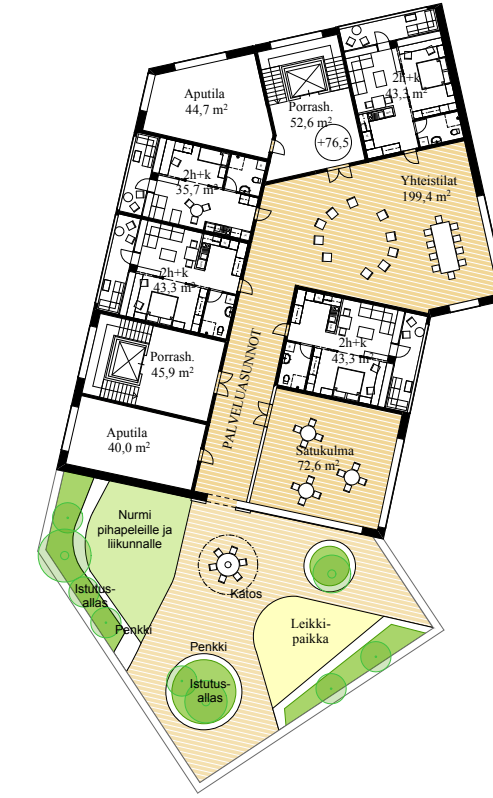 Aputila
44,7 m²
Porrash.
52,6 m²
+76,5
2h+k
43,3 m²
2h+k
35,7 m²
Yhteistilat
199,4 m²
2h+k
43,3 m²
2h+k
43,3 m²
Porrash.
45,9 m²
PALVELUASUNNOT
Aputila
40,0 m²
Satukulma
72,6 m²
Nurmi
pihapeleille ja
liikunnalle
Katos
Istutus-
allas
Penkki
Leikki-
paikka
Penkki
Istutus-
allas